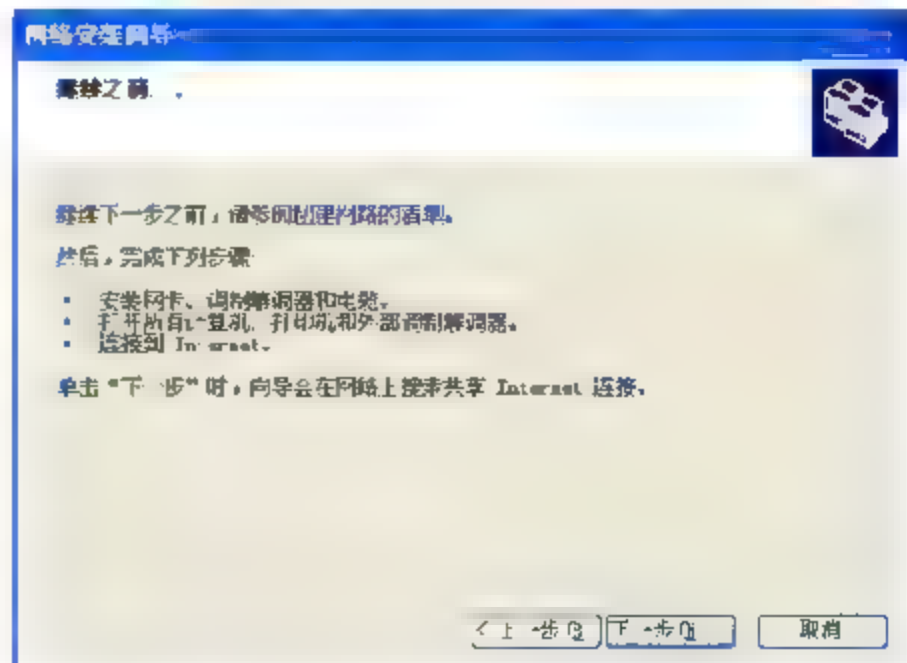 网络安装向导
继续之前...
继续下一步之前，请参阅创建网络的清单。
然后，完成下列步骤:
• 安装网卡、调制解调器和电缆。
• 打开所有计算机、打印机和外部调制解调器。
• 连接到 Internet。
单击“下一步”时，向导会在网络上搜索共享 Internet 连接。
< 上一步(B)
下一步(N)
取消